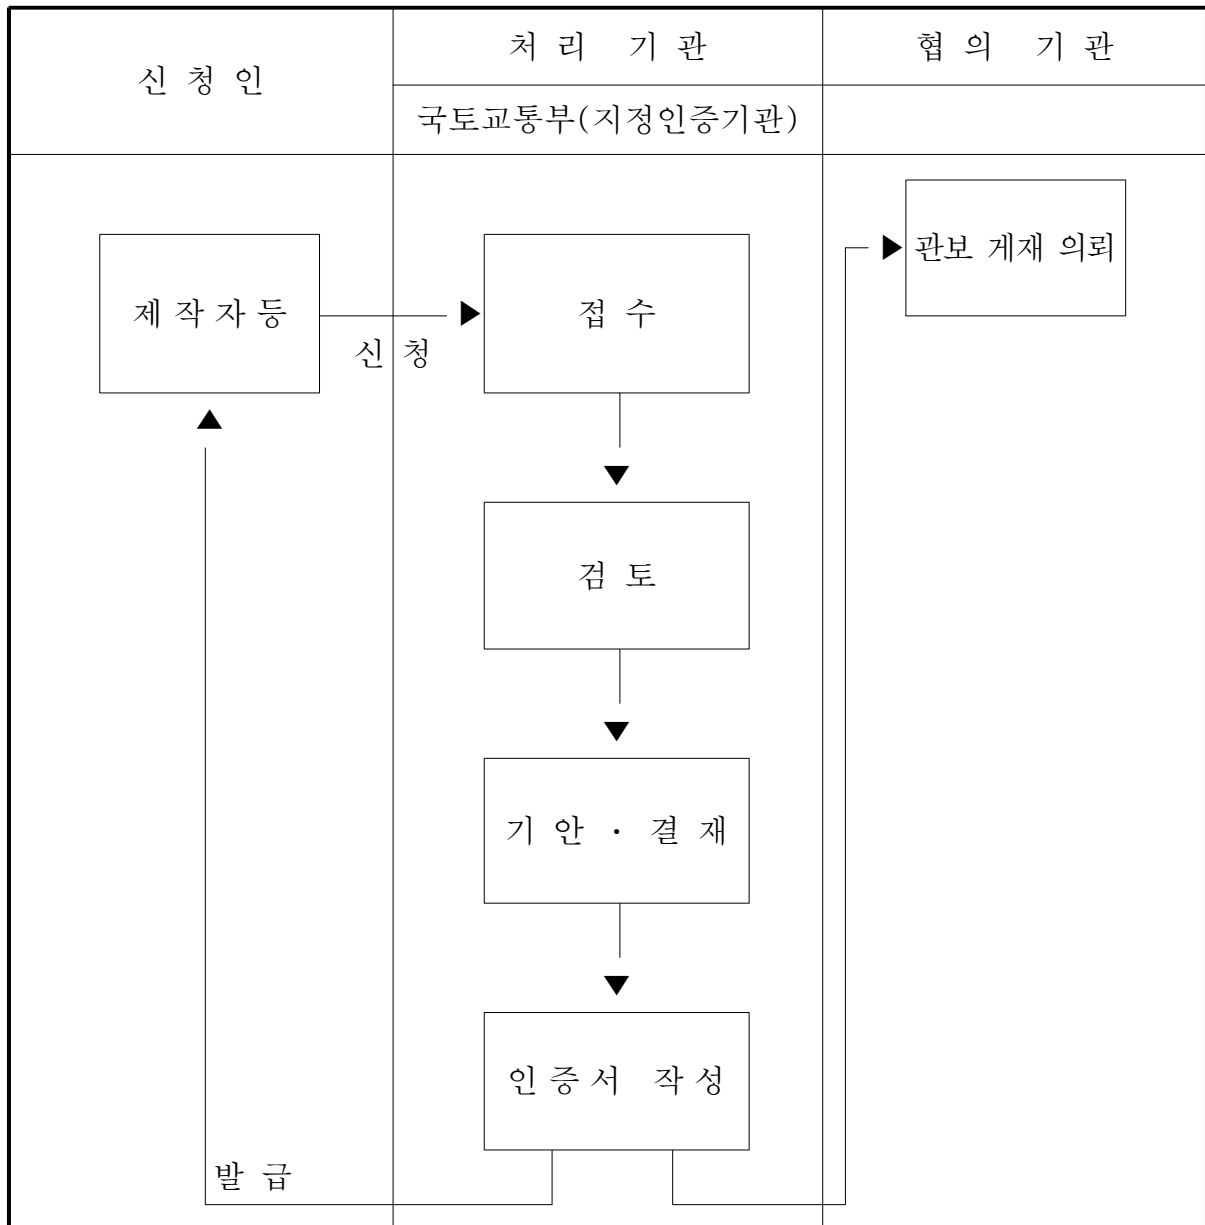 신 청 인
처 리 기 관
협 의 기 관
국토교통부(지정인증기관)
관보 게재 의뢰
제 작 자 등
접 수
신 청
검 토
기 안 · 결 재
인 증 서 작 성
발 급